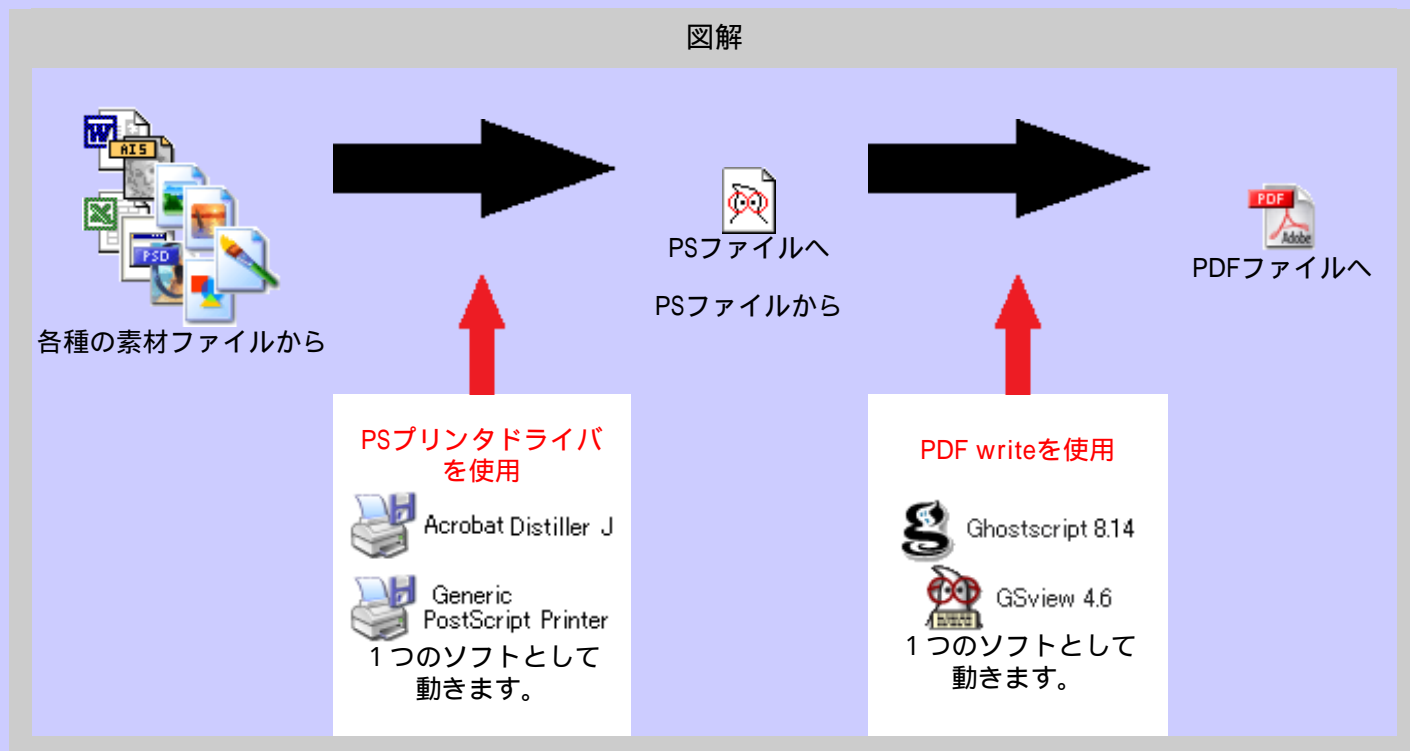 図解
W
AIS
PSD
各種の素材ファイルから
PSファイルへ
PSファイルから
PDF
Adobe
PDFファイルへ
PSプリンタドライバ
を使用
Acrobat Distiller J
Generic
PostScript Printer
1つのソフトとして
動きます。
PDF writeを使用
Ghostscript 8.14
GSview 4.6
1つのソフトとして
動きます。